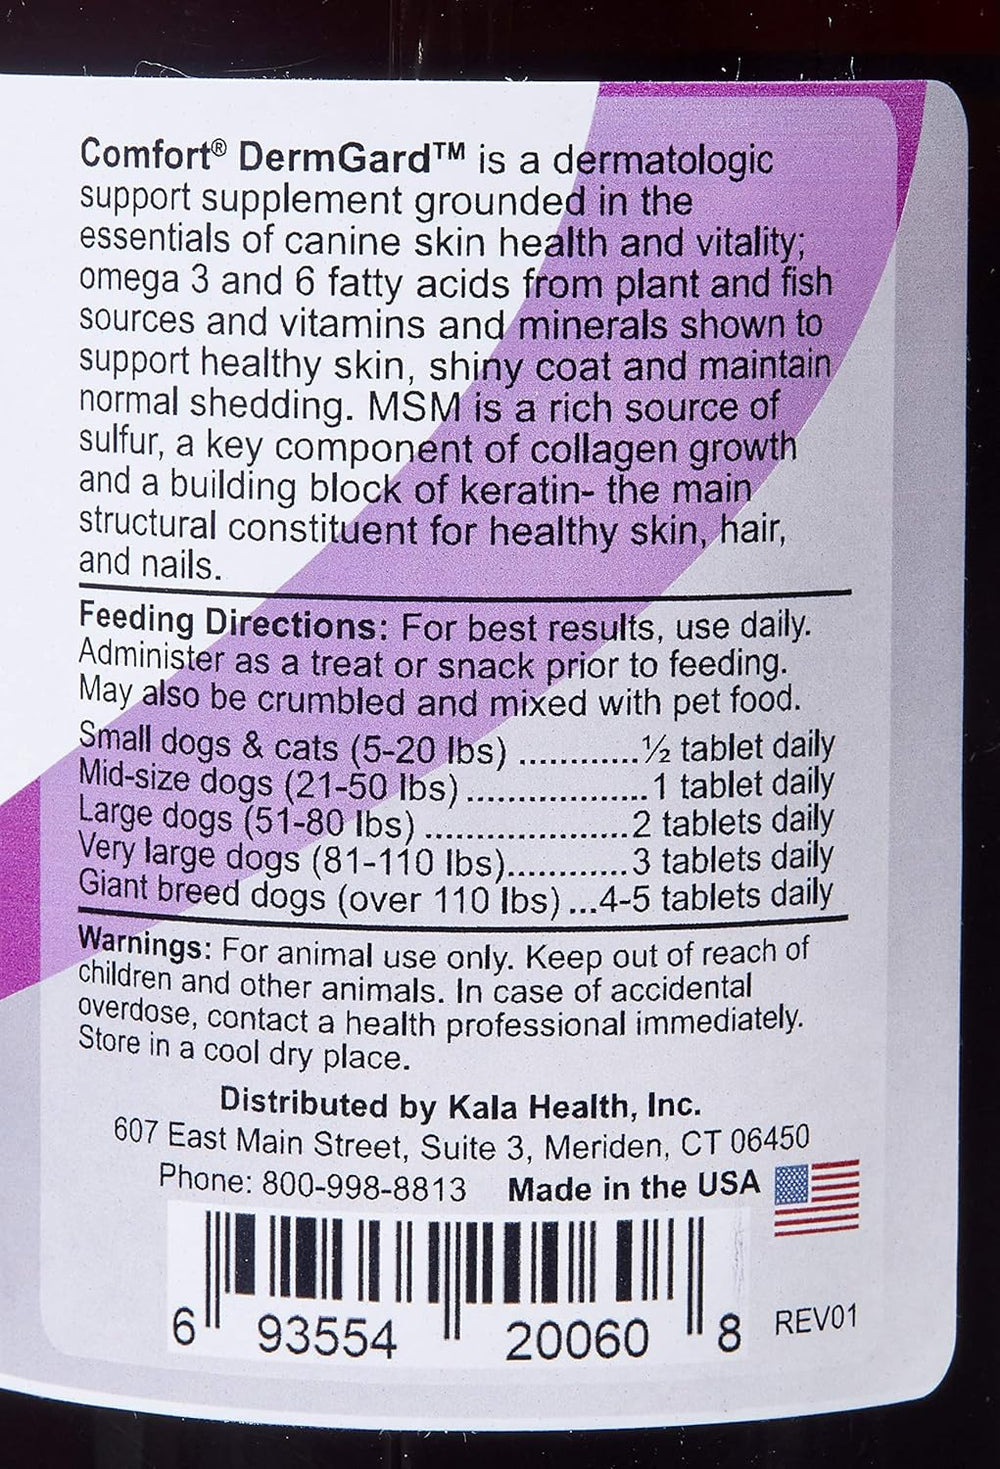 Comfort® DermGard™ is a dermatologic
support supplement grounded in the
essentials of canine skin health and vitality;
omega 3 and 6 fatty acids from plant and fish
sources and vitamins and minerals shown to
support healthy skin, shiny coat and maintain
normal shedding. MSM is a rich source of
sulfur, a key component of collagen growth
and a building block of keratin- the main
structural constituent for healthy skin, hair,
and nails.
Feeding Directions: For best results, use daily.
Administer as a treat or snack prior to feeding.
May also be crumbled and mixed with pet food.
Small dogs & cats (5-20 lbs) ............½ tablet daily
Mid-size dogs (21-50 lbs) ..................1 tablet daily
Large dogs (51-80 lbs) ....................2 tablets daily
Very large dogs (81-110 lbs)............3 tablets daily
Giant breed dogs (over 110 lbs) ...4-5 tablets daily
Warnings: For animal use only. Keep out of reach of
children and other animals. In case of accidental
overdose, contact a health professional immediately.
Store in a cool dry place.
Distributed by Kala Health, Inc.
607 East Main Street, Suite 3, Meriden, CT 06450
Phone: 800-998-8813 Made in the USA
6 93554 20060 8 REV01